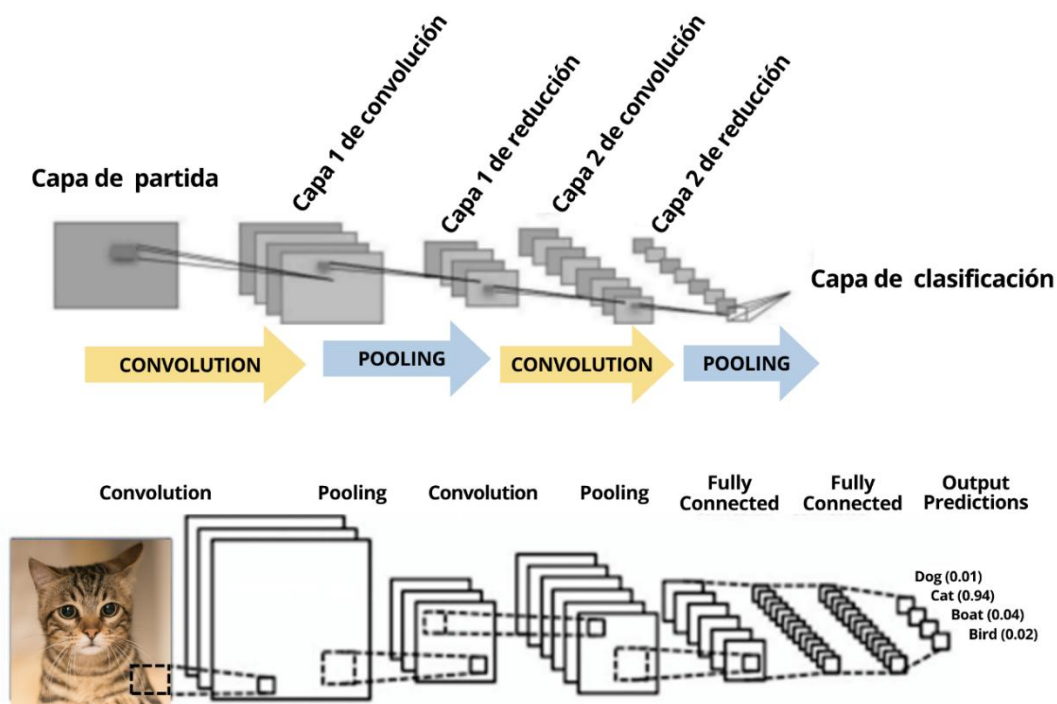 Capa de partida
Capa 1 de convolución
Capa 1 de reducción
Capa 2 de convolución
Capa 2 de reducción
Capa de clasificación
CONVOLUTION
POOLING
CONVOLUTION
POOLING
Convolution
Pooling
Convolution
Pooling
Fully
Connected
Fully
Connected
Output
Predictions
Dog (0.01)
Cat (0.94)
Boat (0.04)
Bird (0.02)